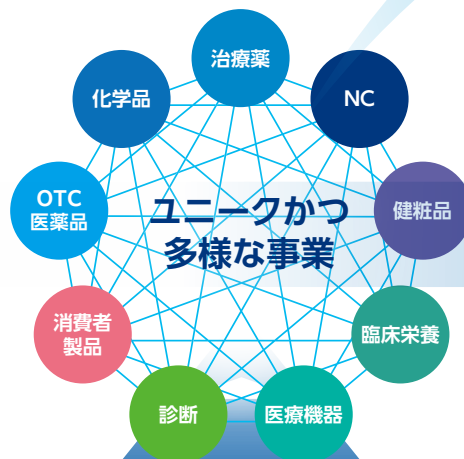 治療薬
化学品
NC
OTC
医薬品
ユニークかつ
多様な事業
健粧品
消費者
製品
臨床栄養
診断
医療機器